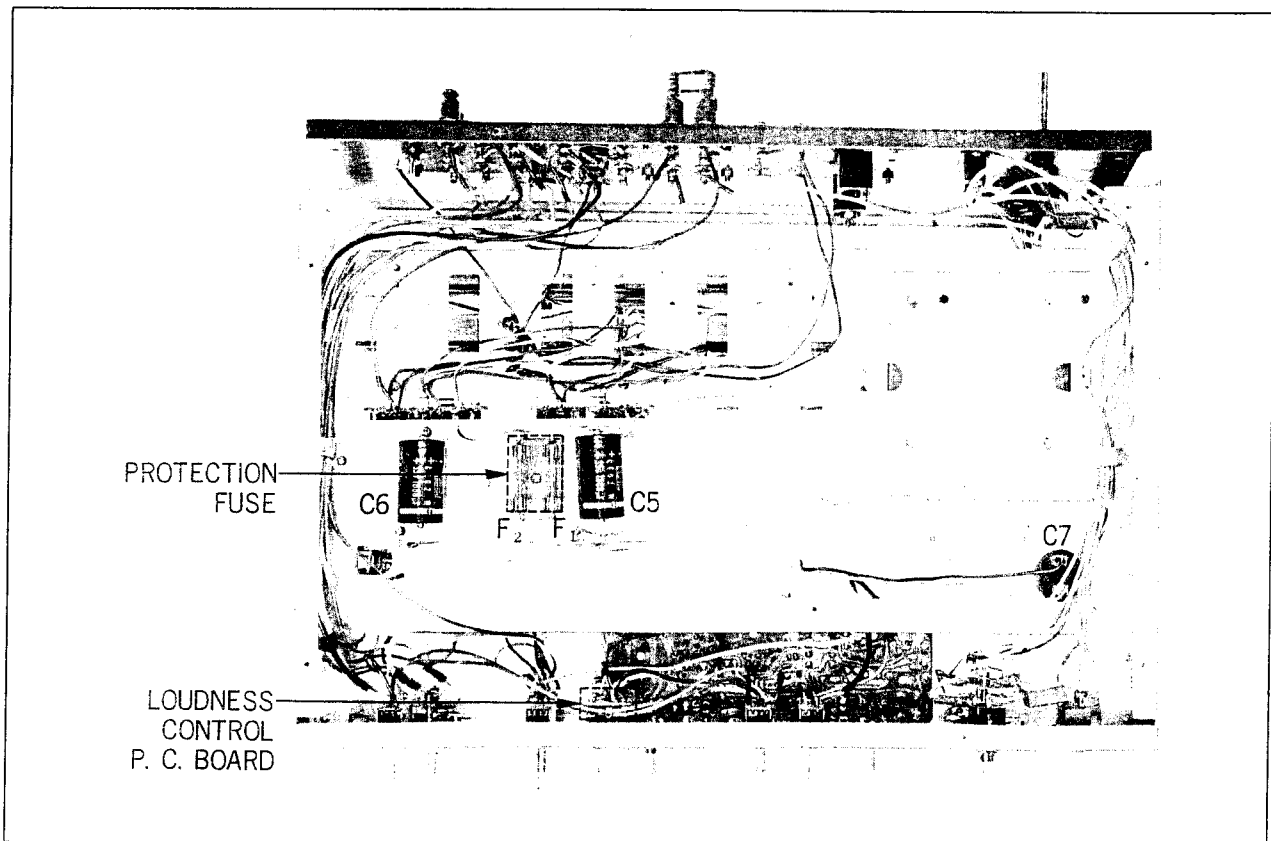 PROTECTION
FUSE
C6
F2
F1
C5
C7
LOUDNESS
CONTROL
P. C. BOARD